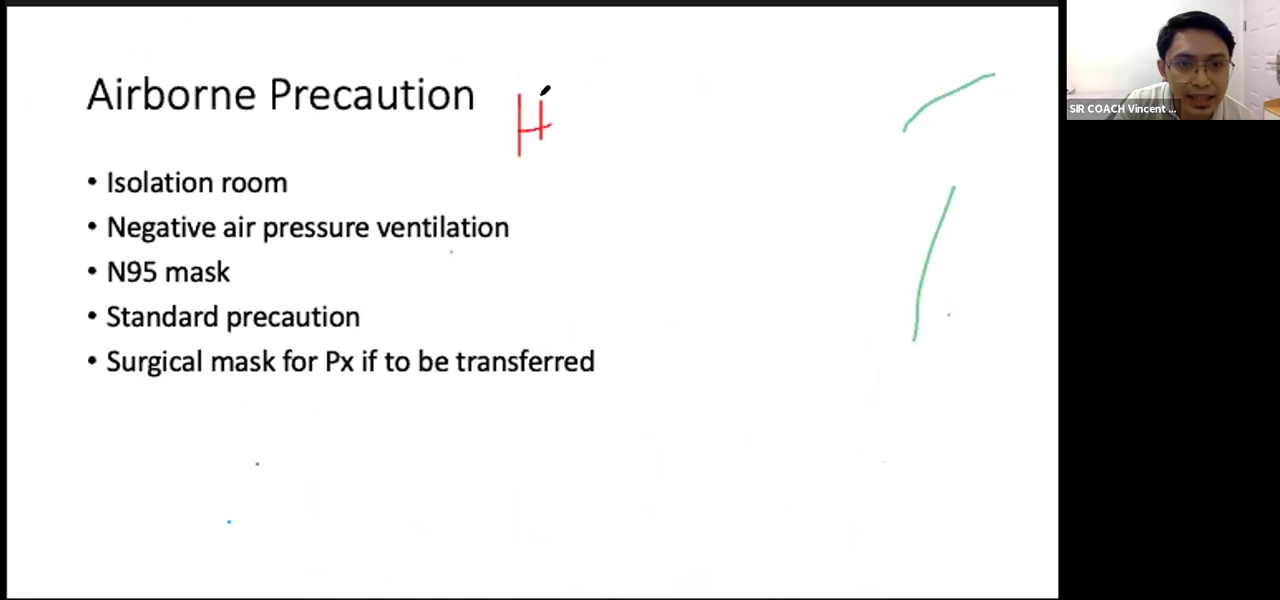 Airborne Precaution H
• Isolation room
• Negative air pressure ventilation
• N95 mask
• Standard precaution
• Surgical mask for Px if to be transferred
SIR COACH Vincent ...